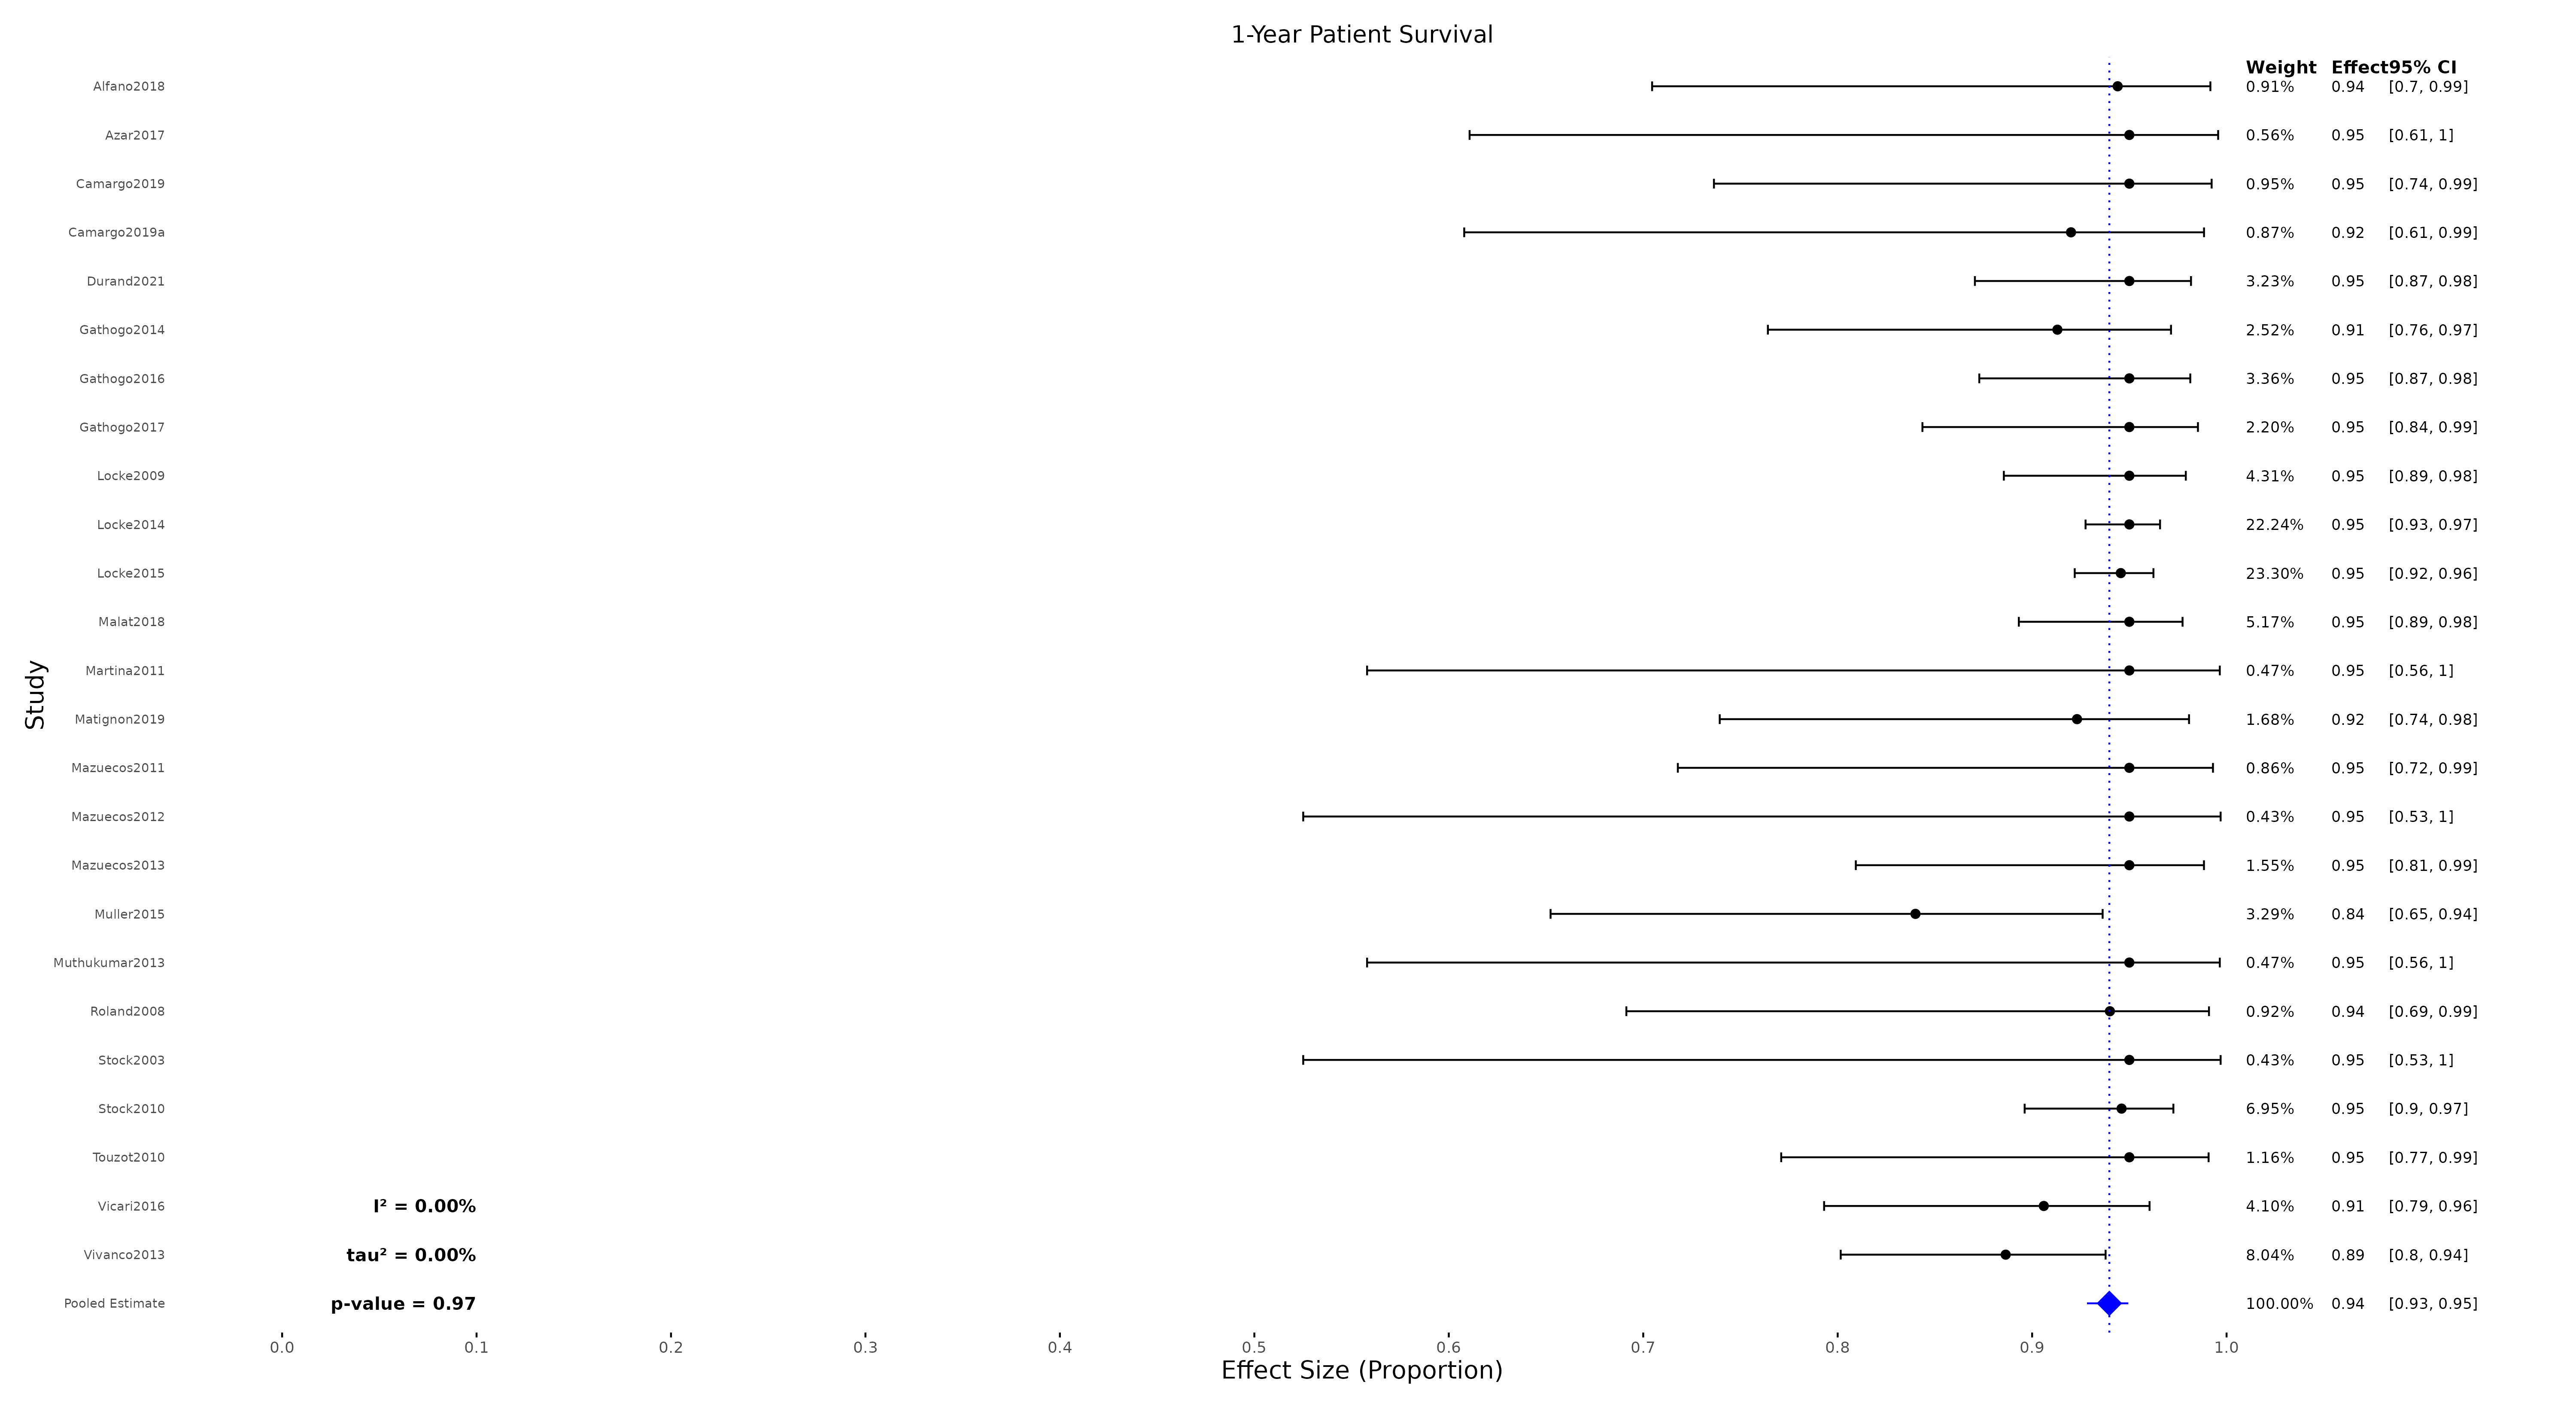 1-Year Patient Survival
Weight Effect 95% CI
Alfano2018 0.91% 0.94 [0.7, 0.99]
Azar2017 0.56% 0.95 [0.61, 1]
Camargo2019 0.95% 0.95 [0.74, 0.99]
Camargo2019a 0.87% 0.92 [0.61, 0.99]
Durand2021 3.23% 0.95 [0.87, 0.98]
Gathogo2014 2.52% 0.91 [0.76, 0.97]
Gathogo2016 3.36% 0.95 [0.87, 0.98]
Gathogo2017 2.20% 0.95 [0.84, 0.99]
Locke2009 4.31% 0.95 [0.89, 0.98]
Locke2014 22.24% 0.95 [0.93, 0.97]
Locke2015 23.30% 0.95 [0.92, 0.96]
Malat2018 5.17% 0.95 [0.89, 0.98]
Martina2011 0.47% 0.95 [0.56, 1]
Study
Matignon2019 1.68% 0.92 [0.74, 0.98]
Mazuecos2011 0.86% 0.95 [0.72, 0.99]
Mazuecos2012 0.43% 0.95 [0.53, 1]
Mazuecos2013 1.55% 0.95 [0.81, 0.99]
Muller2015 3.29% 0.84 [0.65, 0.94]
Muthukumar2013 0.47% 0.95 [0.56, 1]
Roland2008 0.92% 0.94 [0.69, 0.99]
Stock2003 0.43% 0.95 [0.53, 1]
Stock2010 6.95% 0.95 [0.9, 0.97]
Touzot2010 1.16% 0.95 [0.77, 0.99]
Vicari2016 I² = 0.00% 4.10% 0.91 [0.79, 0.96]
Vivanco2013 tau² = 0.00% 8.04% 0.89 [0.8, 0.94]
Pooled Estimate p-value = 0.97 100.00% 0.94 [0.93, 0.95]
0.0 0.1 0.2 0.3 0.4 0.5 0.6 0.7 0.8 0.9 1.0
Effect Size (Proportion)